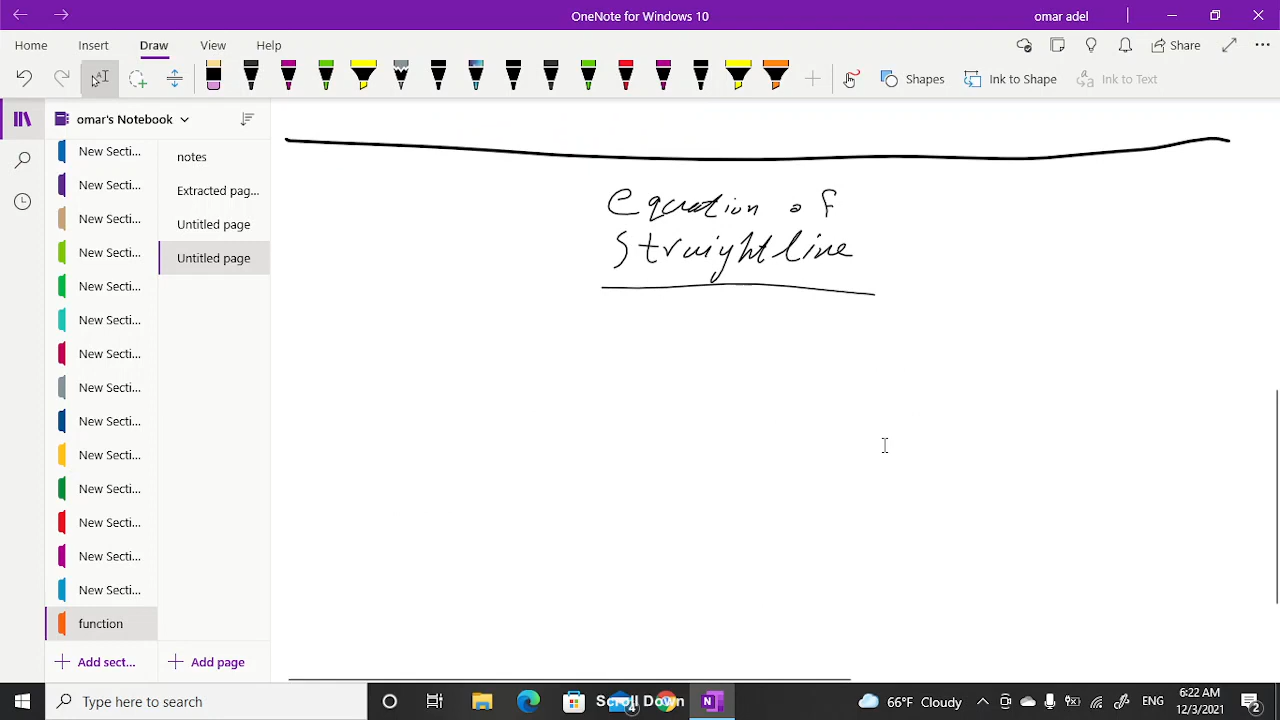 OneNote for Windows 10
omar adel
Home
Insert
Draw
View
Help
Share
Shapes
Ink to Shape
Ink to Text
omar's Notebook
New Secti...
New Secti...
New Secti...
New Secti...
New Secti...
New Secti...
New Secti...
New Secti...
New Secti...
New Secti...
New Secti...
New Secti...
New Secti...
New Secti...
function
Add sect...
notes
Extracted pag...
Untitled page
Untitled page
Add page
equation of
straight line
Type here to search
4
Scroll Down
N
66°F Cloudy
ENG
6:22 AM
12/3/2021
2